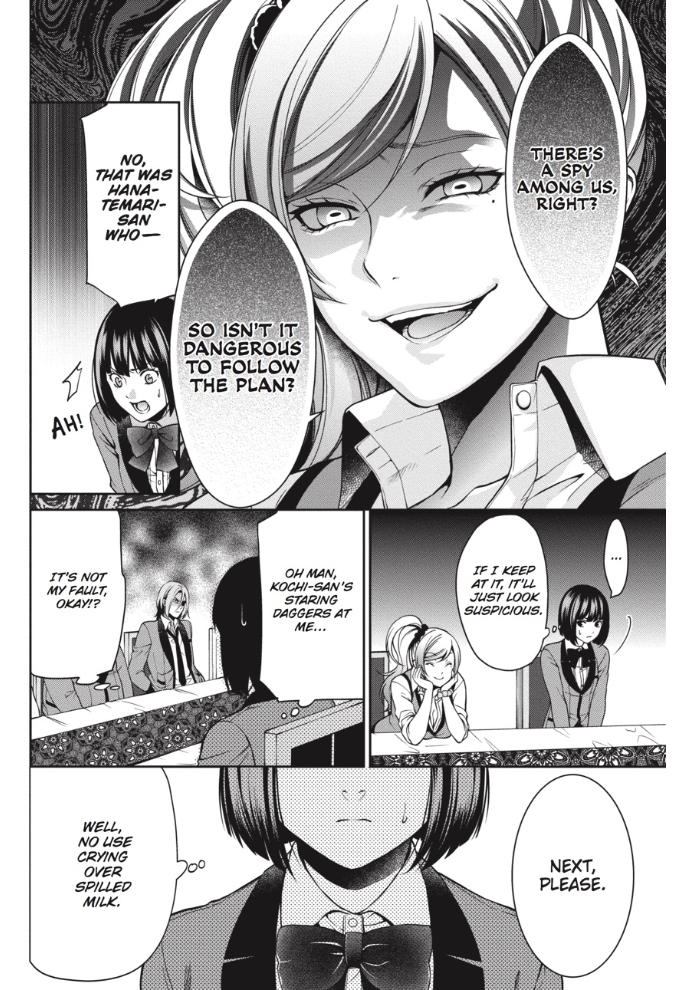 THERE'S
A SPY
AMONG US,
RIGHT?
SO ISN'T IT
DANGEROUS
TO FOLLOW
THE PLAN?
NO,
THAT WAS
HANA-
TEMARI-
SAN
WHO—
AH!
...
IF I KEEP
AT IT, IT'LL
JUST LOOK
SUSPICIOUS.
OH MAN,
KOCHI-SAN'S
STARING
DAGGERS AT
ME...
IT'S NOT
MY FAULT,
OKAY!?
NEXT,
PLEASE.
WELL,
NO USE
CRYING
OVER
SPILLED
MILK.